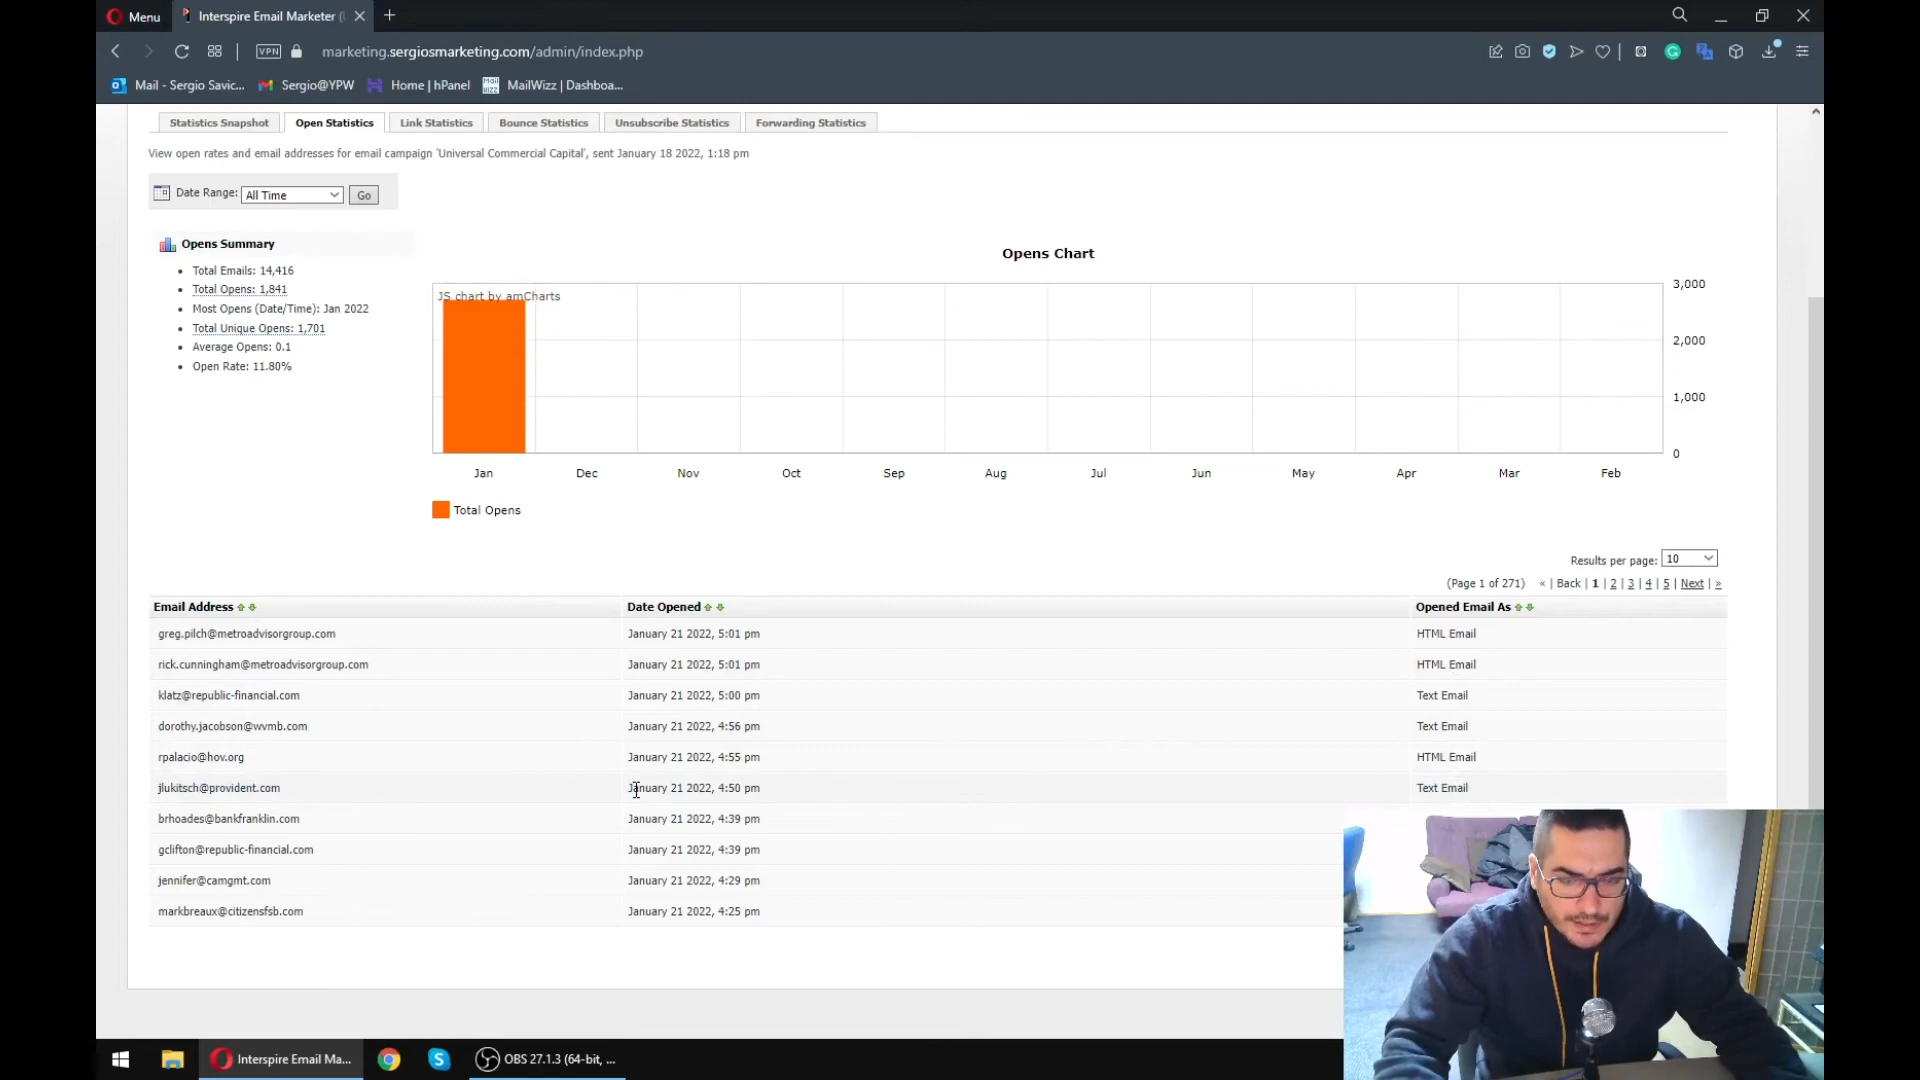 Menu
Interspire Email Marketer (
VPN
marketing.sergiosmarketing.com/admin/index.php
Mail - Sergio Savic...
Sergio@YPW
Home | hPanel
MailWizz | Dashboa...
Statistics Snapshot
Open Statistics
Link Statistics
Bounce Statistics
Unsubscribe Statistics
Forwarding Statistics
View open rates and email addresses for email campaign 'Universal Commercial Capital', sent January 18 2022, 1:18 pm
Date Range: All Time Go
Opens Summary
Total Emails: 14,416
Total Opens: 1,841
Most Opens (Date/Time): Jan 2022
Total Unique Opens: 1,701
Average Opens: 0.1
Open Rate: 11.80%
Opens Chart
JS chart by amCharts
3,000
2,000
1,000
0
Jan Dec Nov Oct Sep Aug Jul Jun May Apr Mar Feb
Total Opens
Results per page: 10
(Page 1 of 271) « | Back | 1 | 2 | 3 | 4 | 5 | Next | »
Email Address Date Opened Opened Email As
greg.pilch@metroadvisorgroup.com January 21 2022, 5:01 pm HTML Email
rick.cunningham@metroadvisorgroup.com January 21 2022, 5:01 pm HTML Email
klatz@republic-financial.com January 21 2022, 5:00 pm Text Email
dorothy.jacobson@wvmb.com January 21 2022, 4:56 pm Text Email
rpalacio@hov.org January 21 2022, 4:55 pm HTML Email
jlukitsch@provident.com January 21 2022, 4:50 pm Text Email
brhoades@bankfranklin.com January 21 2022, 4:39 pm
gclifton@republic-financial.com January 21 2022, 4:39 pm
jennifer@camgmt.com January 21 2022, 4:29 pm
markbreaux@citizensfsb.com January 21 2022, 4:25 pm
Interspire Email Ma...
OBS 27.1.3 (64-bit, ...